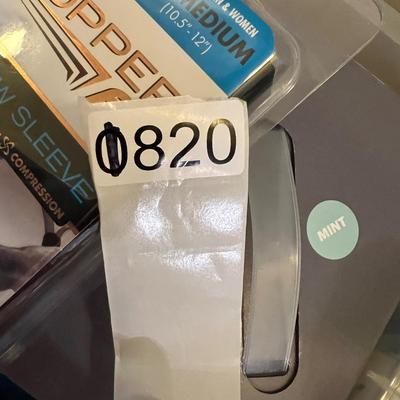 & WOMEN
MEDIUM
(10.5"-12")
OPPER
SLEEVE
COMPRESSION
0820
MINT